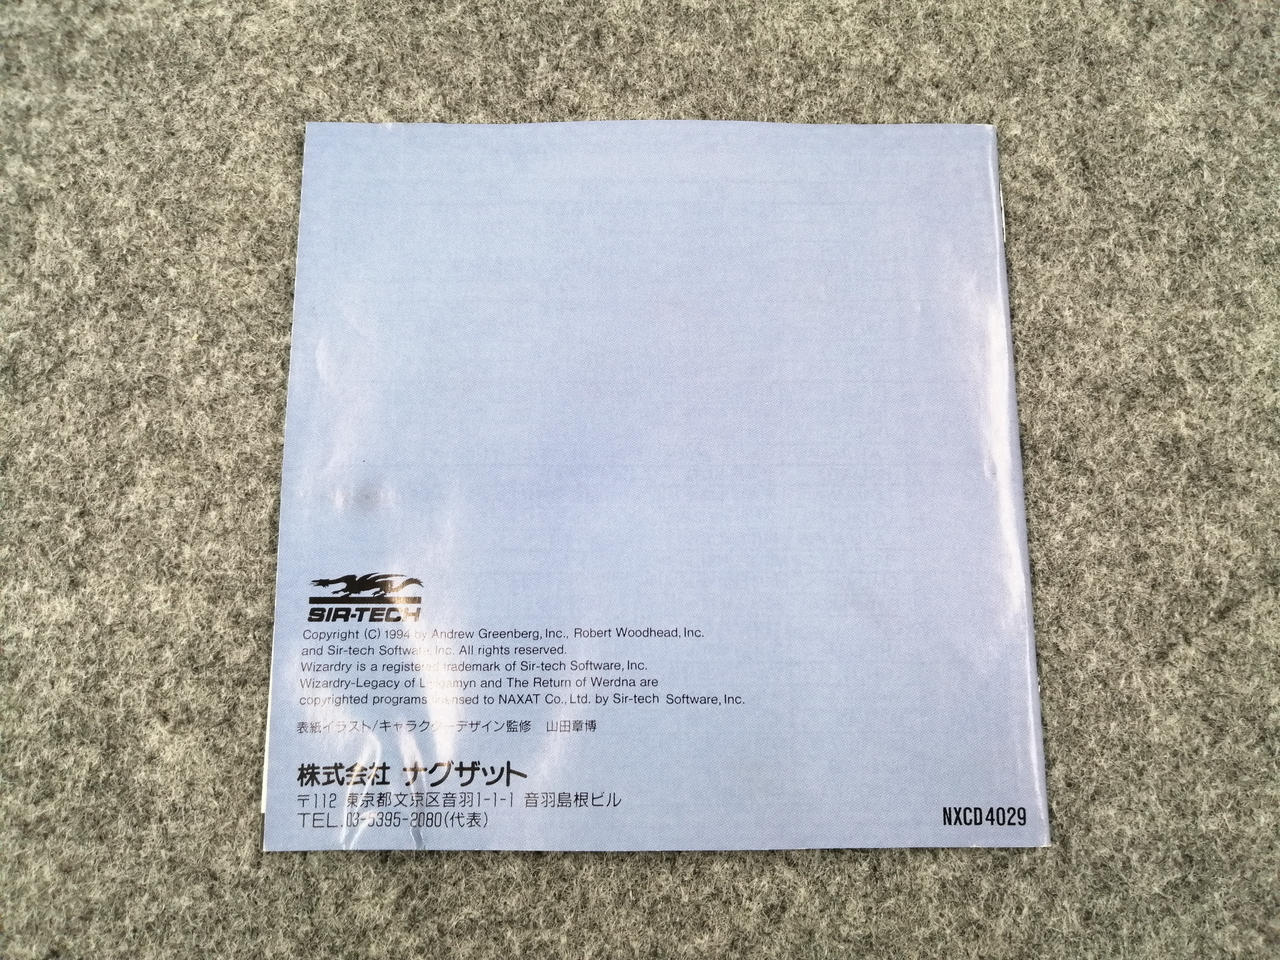 SIR-TECH
Copyright (C) 1994 by Andrew Greenberg, Inc., Robert Woodhead, Inc.
and Sir-tech Software, Inc. All rights reserved.
Wizardry is a registered trademark of Sir-tech Software, Inc.
Wizardry-Legacy of Llylgamyn and The Return of Werdna are
copyrighted programs licensed to NAXAT Co., Ltd. by Sir-tech Software, Inc.
表紙イラスト/キャラクターデザイン監修 山田章博
株式会社 ナグザット
〒112 東京都文京区音羽1-1-1 音羽島根ビル
TEL.03-5395-2080(代表)
NXCD4029